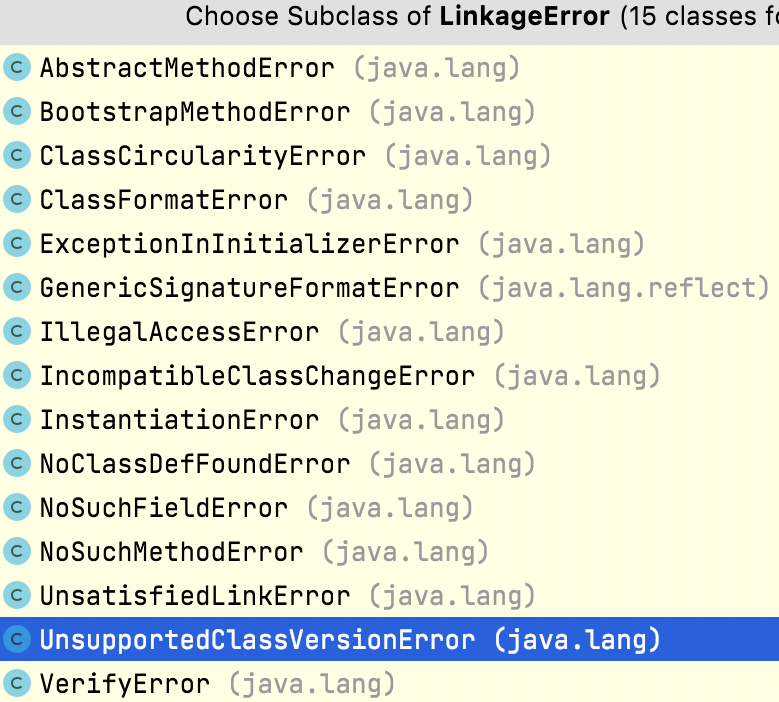 Choose Subclass of LinkageError (15 classes fo
C AbstractMethodError (java.lang)
C BootstrapMethodError (java.lang)
C ClassCircularityError (java.lang)
C ClassFormatError (java.lang)
C ExceptionInInitializerError (java.lang)
C GenericSignatureFormatError (java.lang.reflect)
C IllegalAccessError (java.lang)
C IncompatibleClassChangeError (java.lang)
C InstantiationError (java.lang)
C NoClassDefFoundError (java.lang)
C NoSuchFieldError (java.lang)
C NoSuchMethodError (java.lang)
C UnsatisfiedLinkError (java.lang)
C UnsupportedClassVersionError (java.lang)
C VerifyError (java.lang)